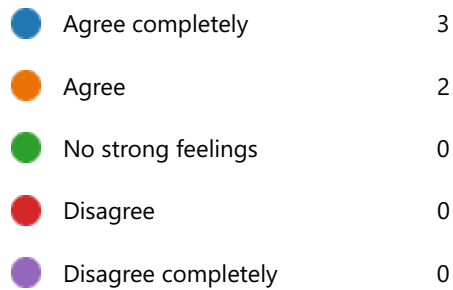 Agree completely 3
Agree 2
No strong feelings 0
Disagree 0
Disagree completely 0